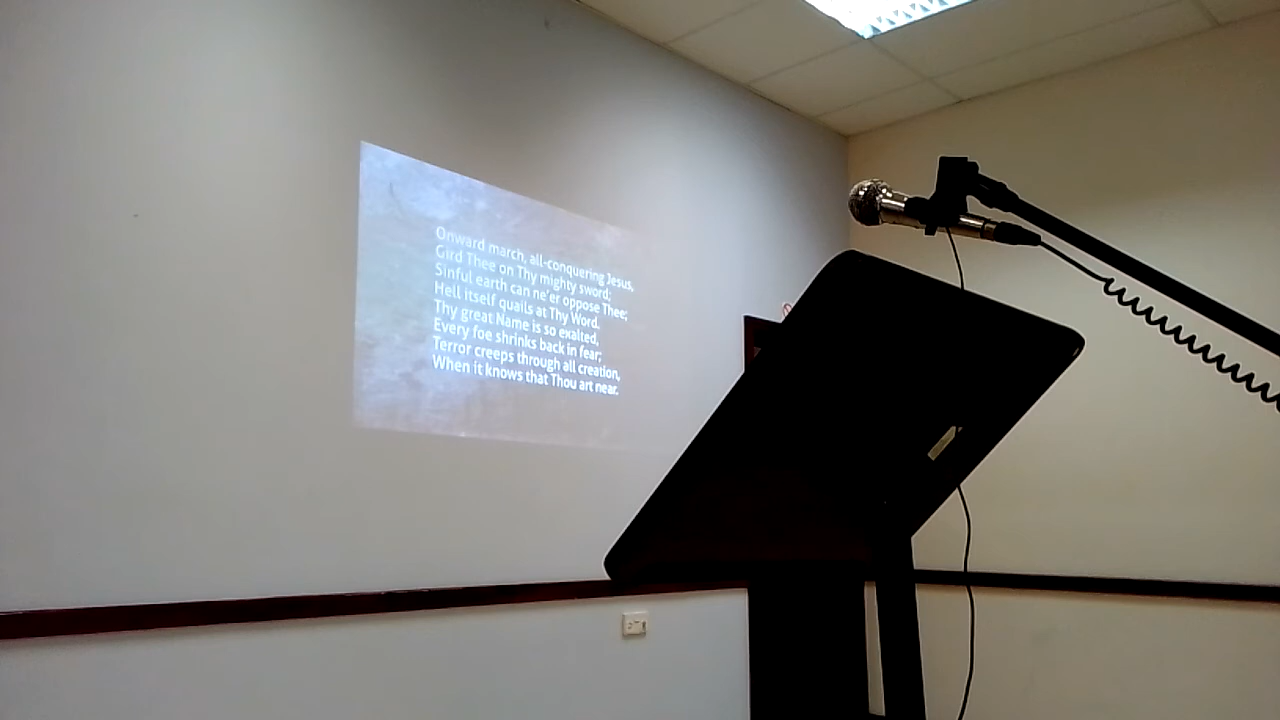 Onward march, all-conquering Jesus,
Gird Thee on Thy mighty sword;
Sinful earth can ne'er oppose Thee;
Hell itself quails at Thy Word.
Thy great Name is so exalted,
Every foe shrinks back in fear;
Terror creeps through all creation,
When it knows that Thou art near.